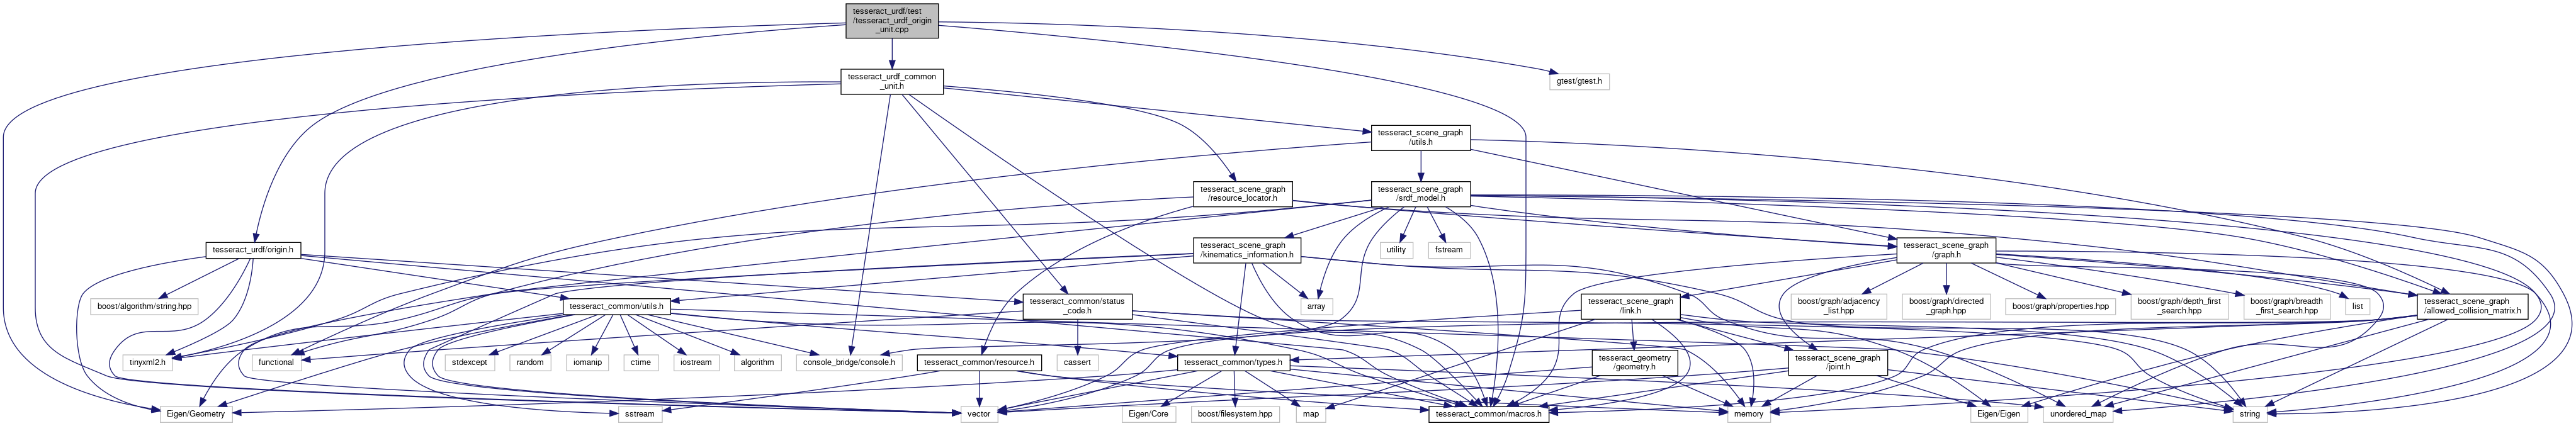 tesseract_urdf/test
/tesseract_urdf_origin
_unit.cpp
tesseract_urdf_common
_unit.h
gtest/gtest.h
tesseract_scene_graph
/utils.h
tesseract_scene_graph
/resource_locator.h
tesseract_scene_graph
/srdf_model.h
tesseract_urdf/origin.h
tesseract_scene_graph
/kinematics_information.h
utility
fstream
tesseract_scene_graph
/graph.h
boost/algorithm/string.hpp
tesseract_common/utils.h
tesseract_common/status
_code.h
array
tesseract_scene_graph
/link.h
boost/graph/adjacency
_list.hpp
boost/graph/directed
_graph.hpp
boost/graph/properties.hpp
boost/graph/depth_first
_search.hpp
boost/graph/breadth
_first_search.hpp
list
tesseract_scene_graph
/allowed_collision_matrix.h
tinyxml2.h
functional
stdexcept
random
iomanip
ctime
iostream
algorithm
console_bridge/console.h
tesseract_common/resource.h
cassert
tesseract_common/types.h
tesseract_geometry
/geometry.h
tesseract_scene_graph
/joint.h
Eigen/Geometry
sstream
vector
Eigen/Core
boost/filesystem.hpp
map
tesseract_common/macros.h
memory
Eigen/Eigen
unordered_map
string